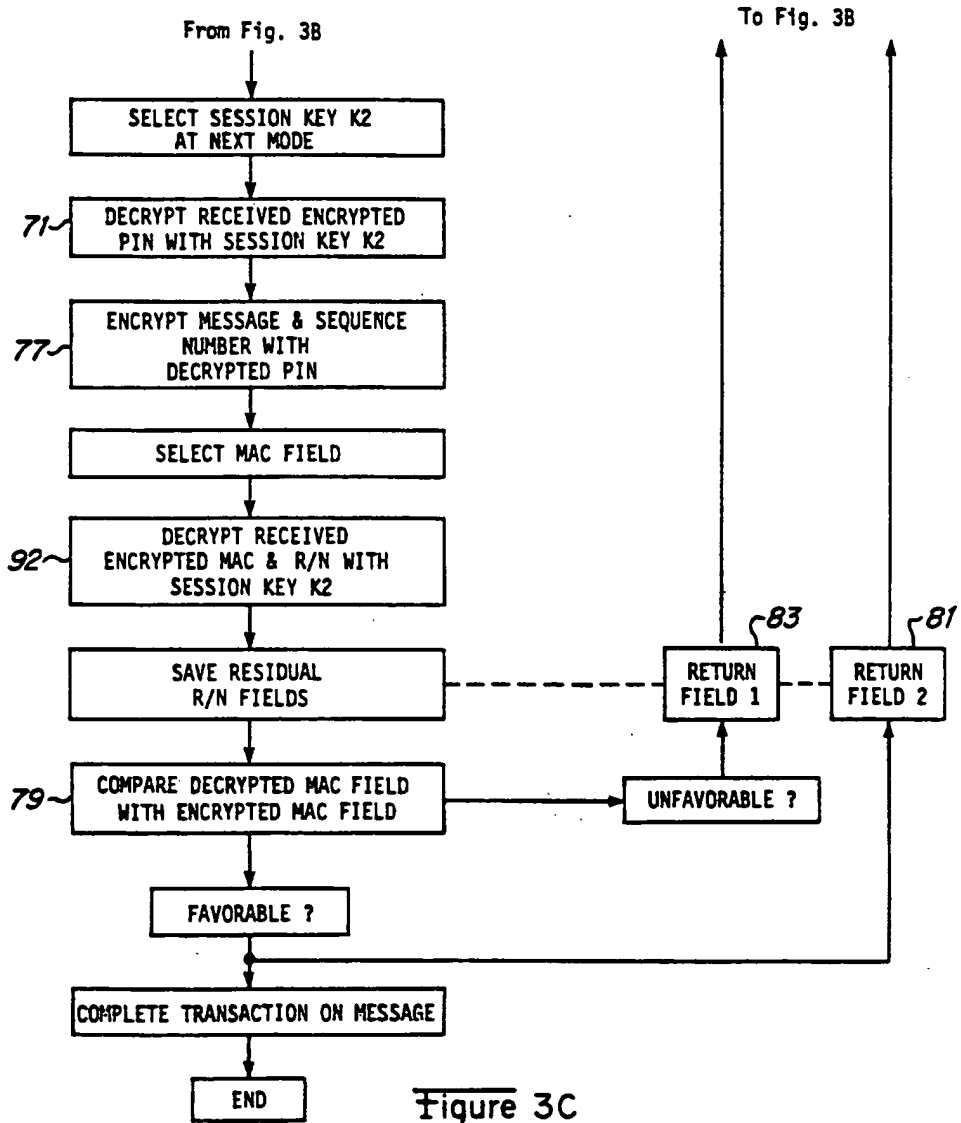 From Fig. 3B
To Fig. 3B
SELECT SESSION KEY K2
AT NEXT MODE
71
DECRYPT RECEIVED ENCRYPTED
PIN WITH SESSION KEY K2
77
ENCRYPT MESSAGE & SEQUENCE
NUMBER WITH
DECRYPTED PIN
SELECT MAC FIELD
92
DECRYPT RECEIVED
ENCRYPTED MAC & R/N WITH
SESSION KEY K2
83
81
SAVE RESIDUAL
R/N FIELDS
RETURN
FIELD 1
RETURN
FIELD 2
79
COMPARE DECRYPTED MAC FIELD
WITH ENCRYPTED MAC FIELD
UNFAVORABLE ?
FAVORABLE ?
COMPLETE TRANSACTION ON MESSAGE
END
Figure 3C